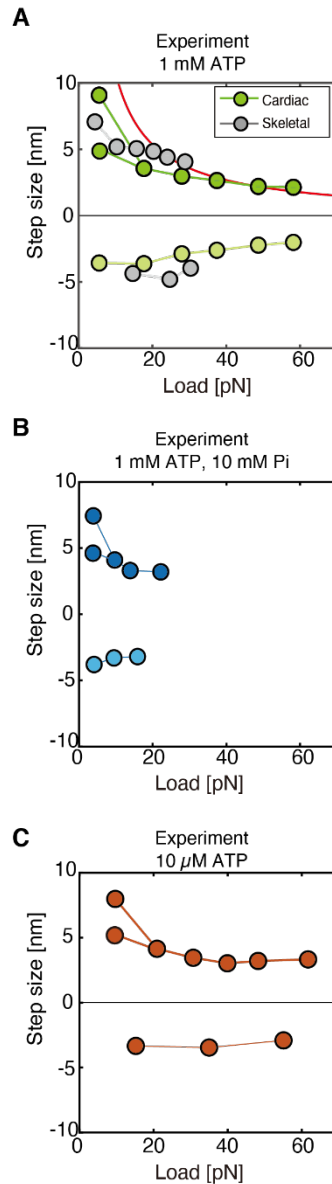 A
Experiment
1 mM ATP
Cardiac
Skeletal
Step size [nm]
10
5
0
-5
-10
0 20 40 60
Load [pN]
B
Experiment
1 mM ATP, 10 mM Pi
Step size [nm]
10
5
0
-5
-10
0 20 40 60
Load [pN]
C
Experiment
10 µM ATP
Step size [nm]
10
5
0
-5
-10
0 20 40 60
Load [pN]